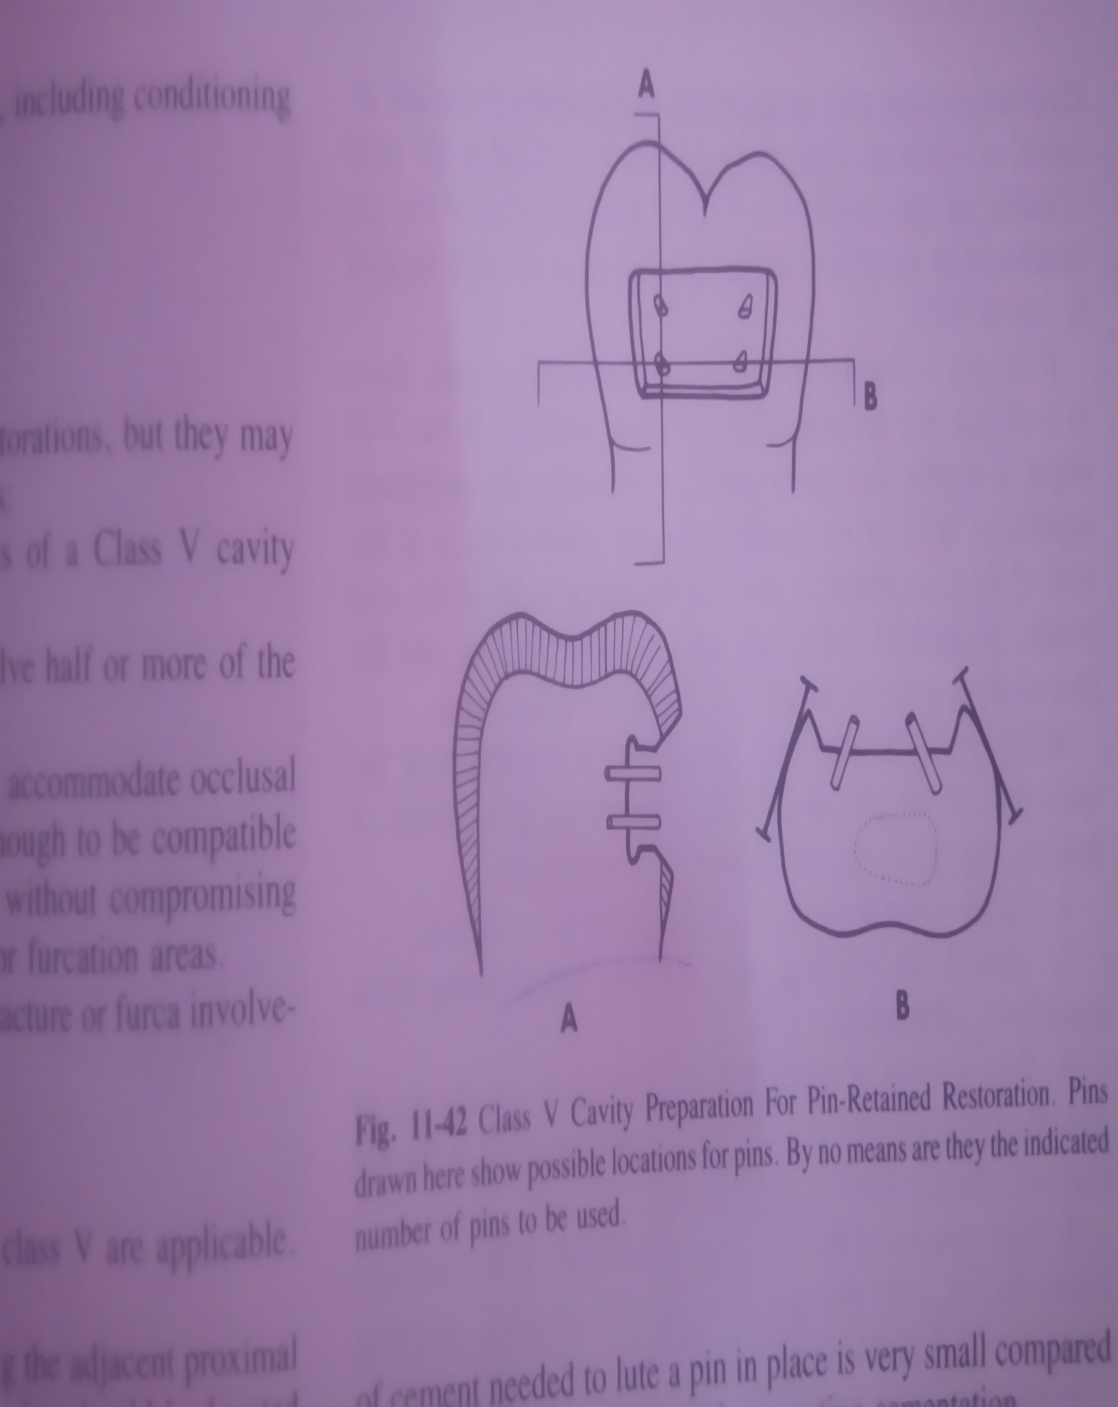 , including conditioning
torations, but they may
s.
s of a Class V cavity
lve half or more of the
accommodate occlusal
nough to be compatible
without compromising
or furcation areas.
acture or furca involve-
class V are applicable.
g the adjacent proximal
A
B
A
B
Fig. 11-42 Class V Cavity Preparation For Pin-Retained Restoration. Pins
drawn here show possible locations for pins. By no means are they the indicated
number of pins to be used.
of cement needed to lute a pin in place is very small compared
cementation